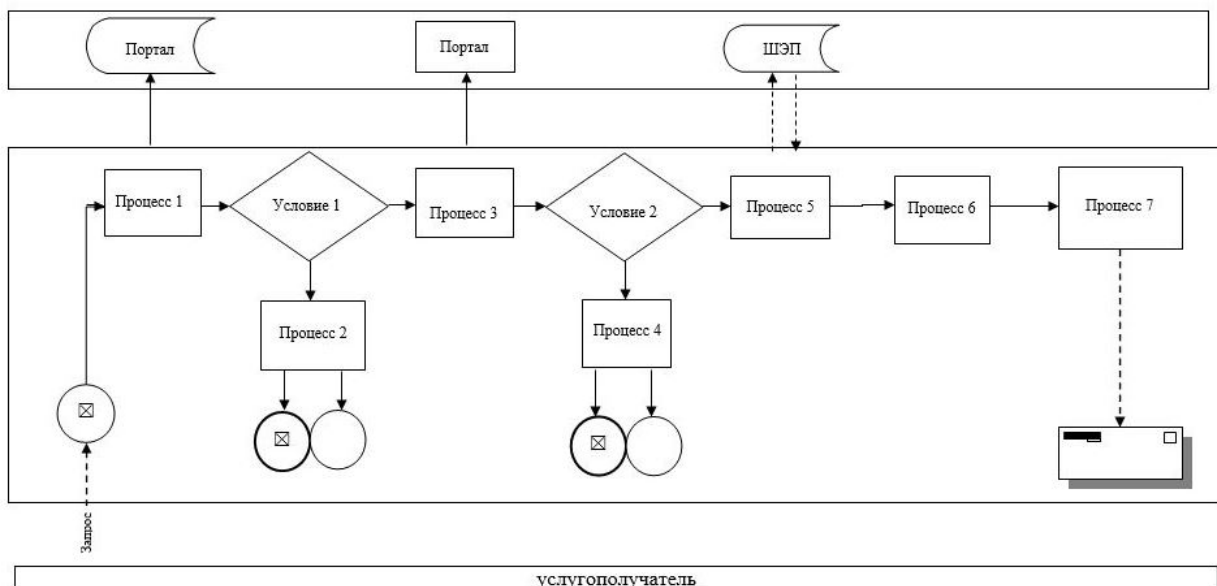 Портал
Портал
ШЭП
Процесс 1
Условие 1
Процесс 3
Условие 2
Процесс 5
Процесс 6
Процесс 7
Процесс 2
Процесс 4
Запрос
услугополучатель